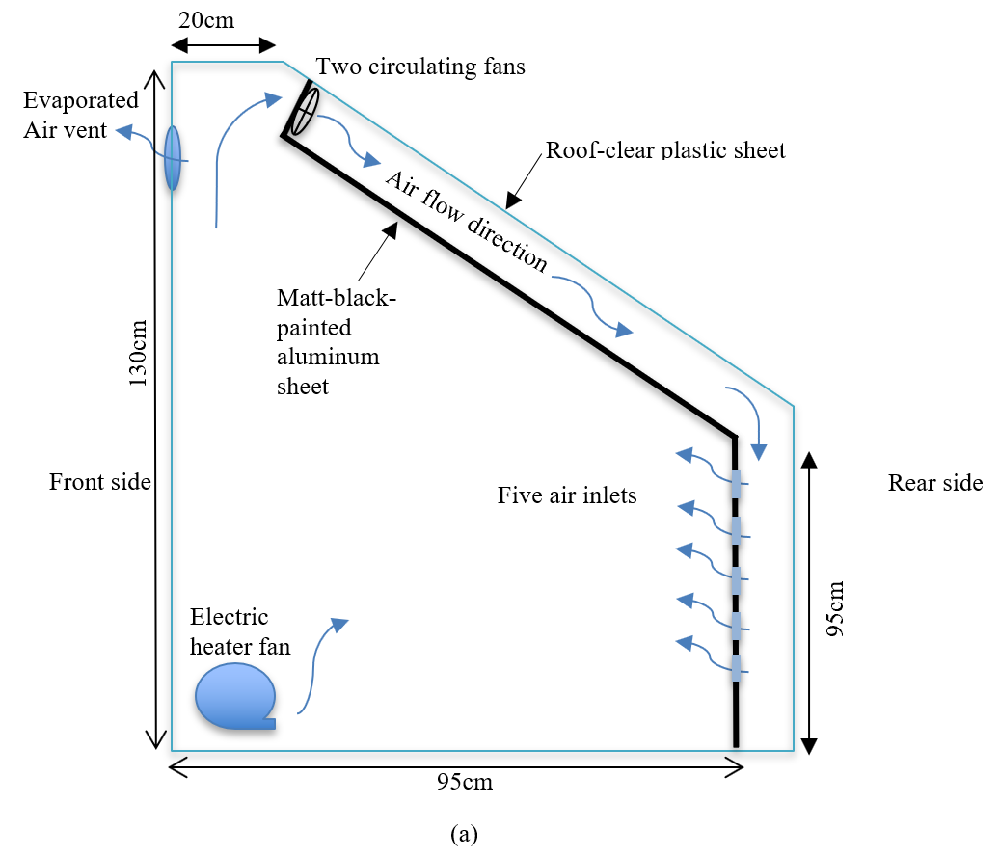 20cm
Two circulating fans
Evaporated
Air vent
Roof-clear plastic sheet
Air flow direction
Matt-black-
painted
aluminum
sheet
130cm
Front side
Five air inlets
Rear side
Electric
heater fan
95cm
95cm
(a)